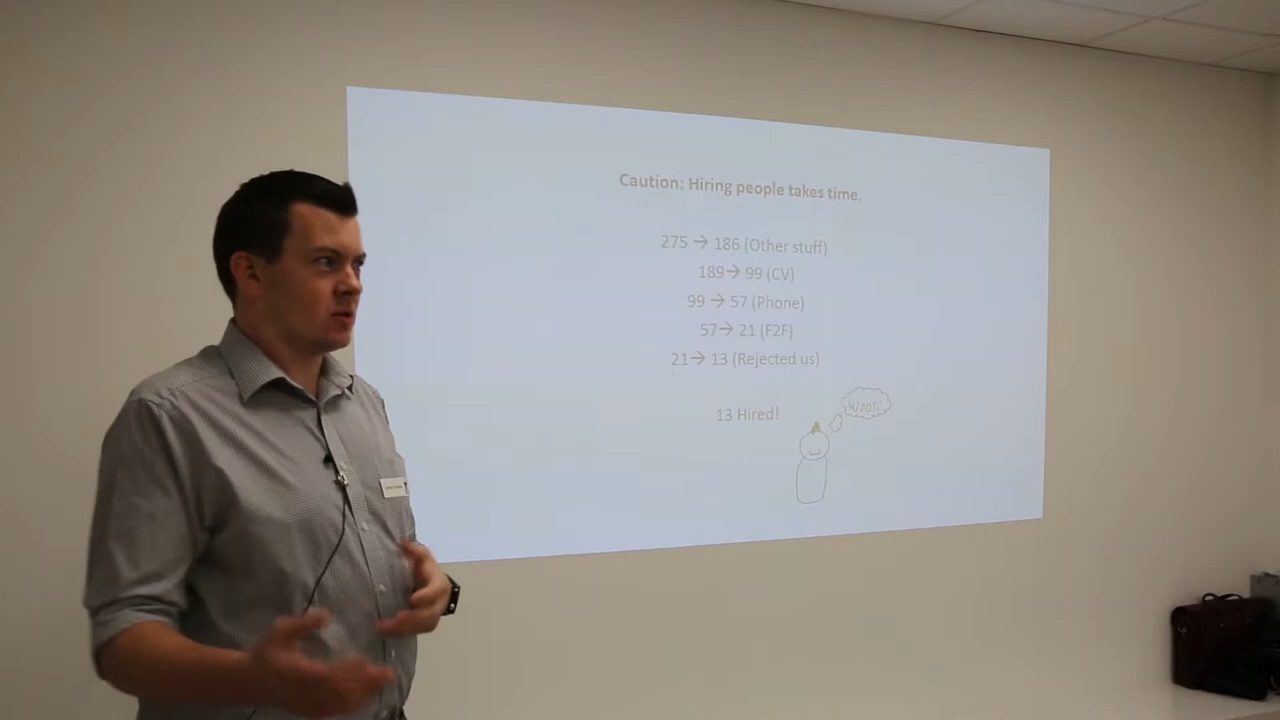 Caution: Hiring people takes time.
275 → 186 (Other stuff)
189→ 99 (CV)
99 → 57 (Phone)
57→ 21 (F2F)
21→ 13 (Rejected us)
13 Hired!
WOOT!